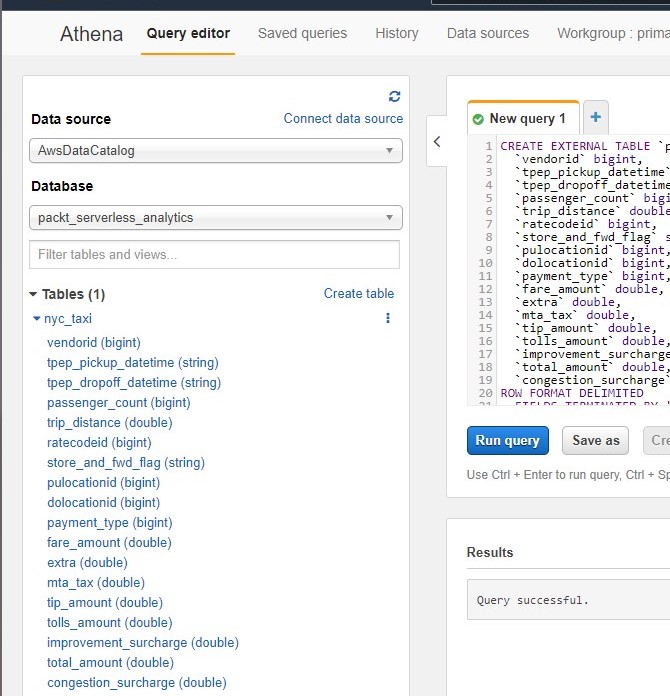 Athena Query editor Saved queries History Data sources Workgroup : prima
Data source Connect data source
AwsDataCatalog
Database
packt_serverless_analytics
Filter tables and views...
Tables (1) Create table
nyc_taxi
vendorid (bigint)
tpep_pickup_datetime (string)
tpep_dropoff_datetime (string)
passenger_count (bigint)
trip_distance (double)
ratecodeid (bigint)
store_and_fwd_flag (string)
pulocationid (bigint)
dolocationid (bigint)
payment_type (bigint)
fare_amount (double)
extra (double)
mta_tax (double)
tip_amount (double)
tolls_amount (double)
improvement_surcharge (double)
total_amount (double)
congestion_surcharge (double)
New query 1 +
1 CREATE EXTERNAL TABLE `p
2 `vendorid` bigint,
3 `tpep_pickup_datetime`
4 `tpep_dropoff_datetime
5 `passenger_count` bigi
6 `trip_distance` double
7 `ratecodeid` bigint,
8 `store_and_fwd_flag` s
9 `pulocationid` bigint,
10 `dolocationid` bigint,
11 `payment_type` bigint,
12 `fare_amount` double,
13 `extra` double,
14 `mta_tax` double,
15 `tip_amount` double,
16 `tolls_amount` double,
17 `improvement_surcharge
18 `total_amount` double,
19 `congestion_surcharge`
20 ROW FORMAT DELIMITED
21 FIELDS TERMINATED BY '
Run query Save as Cre
Use Ctrl + Enter to run query, Ctrl + Sp
Results
Query successful.